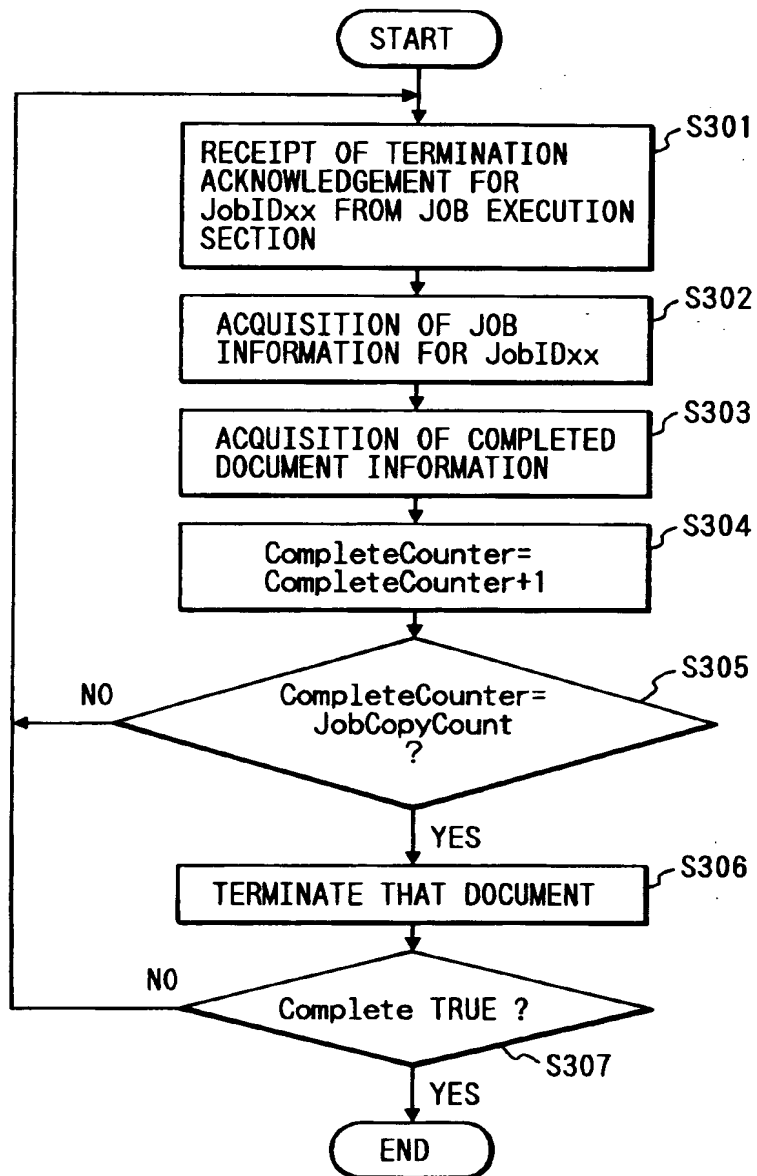 START
S301
RECEIPT OF TERMINATION
ACKNOWLEDGEMENT FOR
JobIDxx FROM JOB EXECUTION
SECTION
S302
ACQUISITION OF JOB
INFORMATION FOR JobIDxx
S303
ACQUISITION OF COMPLETED
DOCUMENT INFORMATION
S304
CompleteCounter=
CompleteCounter+1
S305
NO
CompleteCounter=
JobCopyCount
?
YES
S306
TERMINATE THAT DOCUMENT
NO
Complete TRUE ?
S307
YES
END